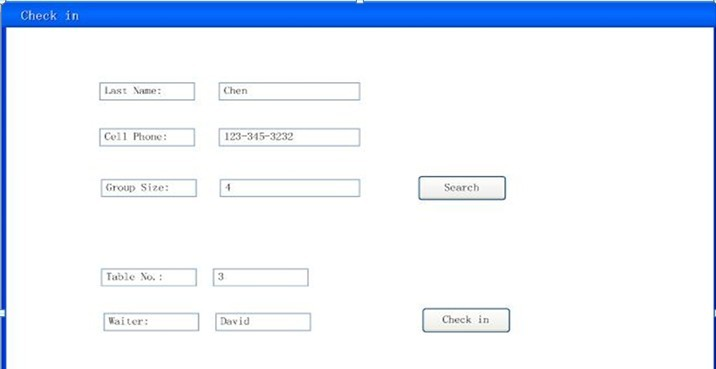 Check in
Last Name: Chen
Cell Phone: 123-345-3232
Group Size: 4
Search
Table No.: 3
Waiter: David
Check in